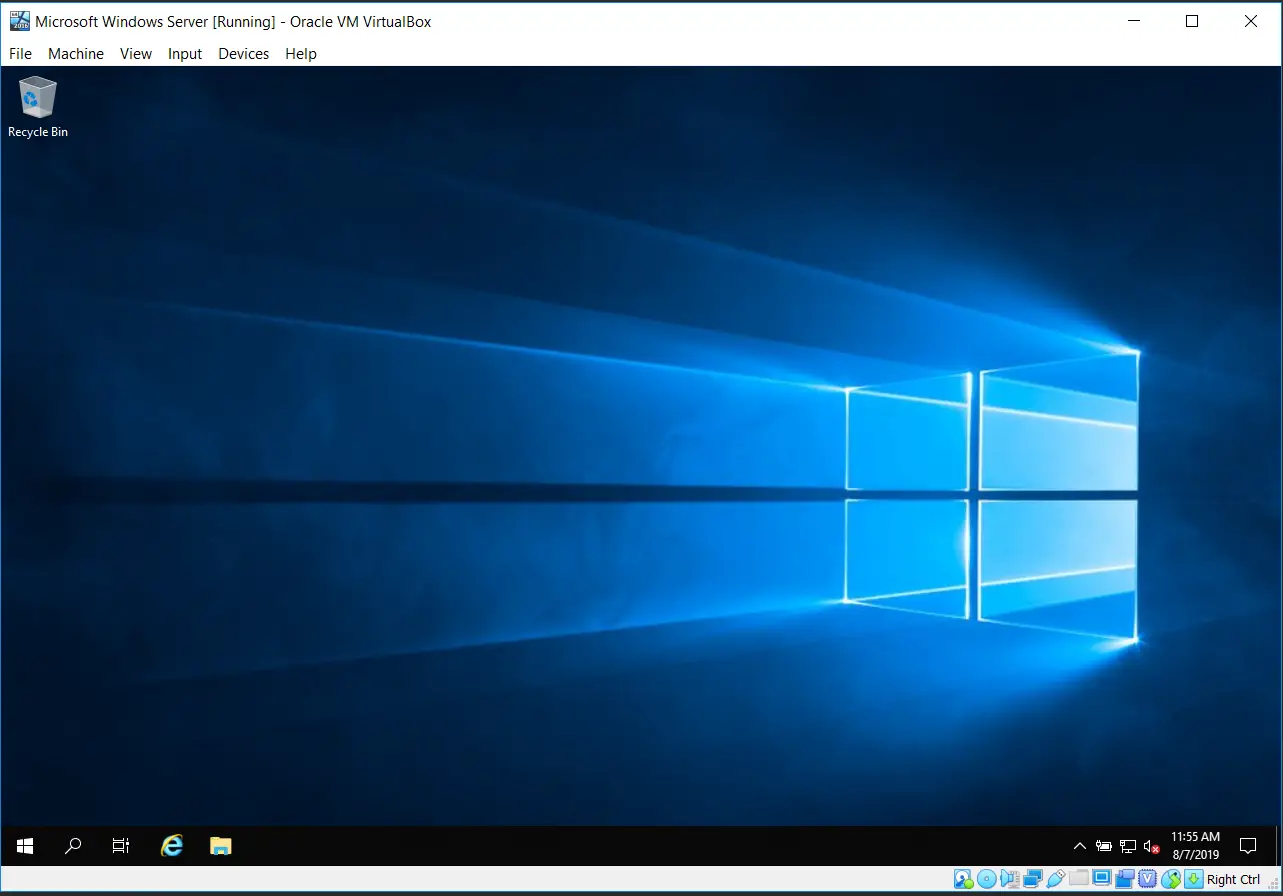 Microsoft Windows Server [Running] - Oracle VM VirtualBox
File Machine View Input Devices Help
Recycle Bin
11:55 AM
8/7/2019
Right Ctrl